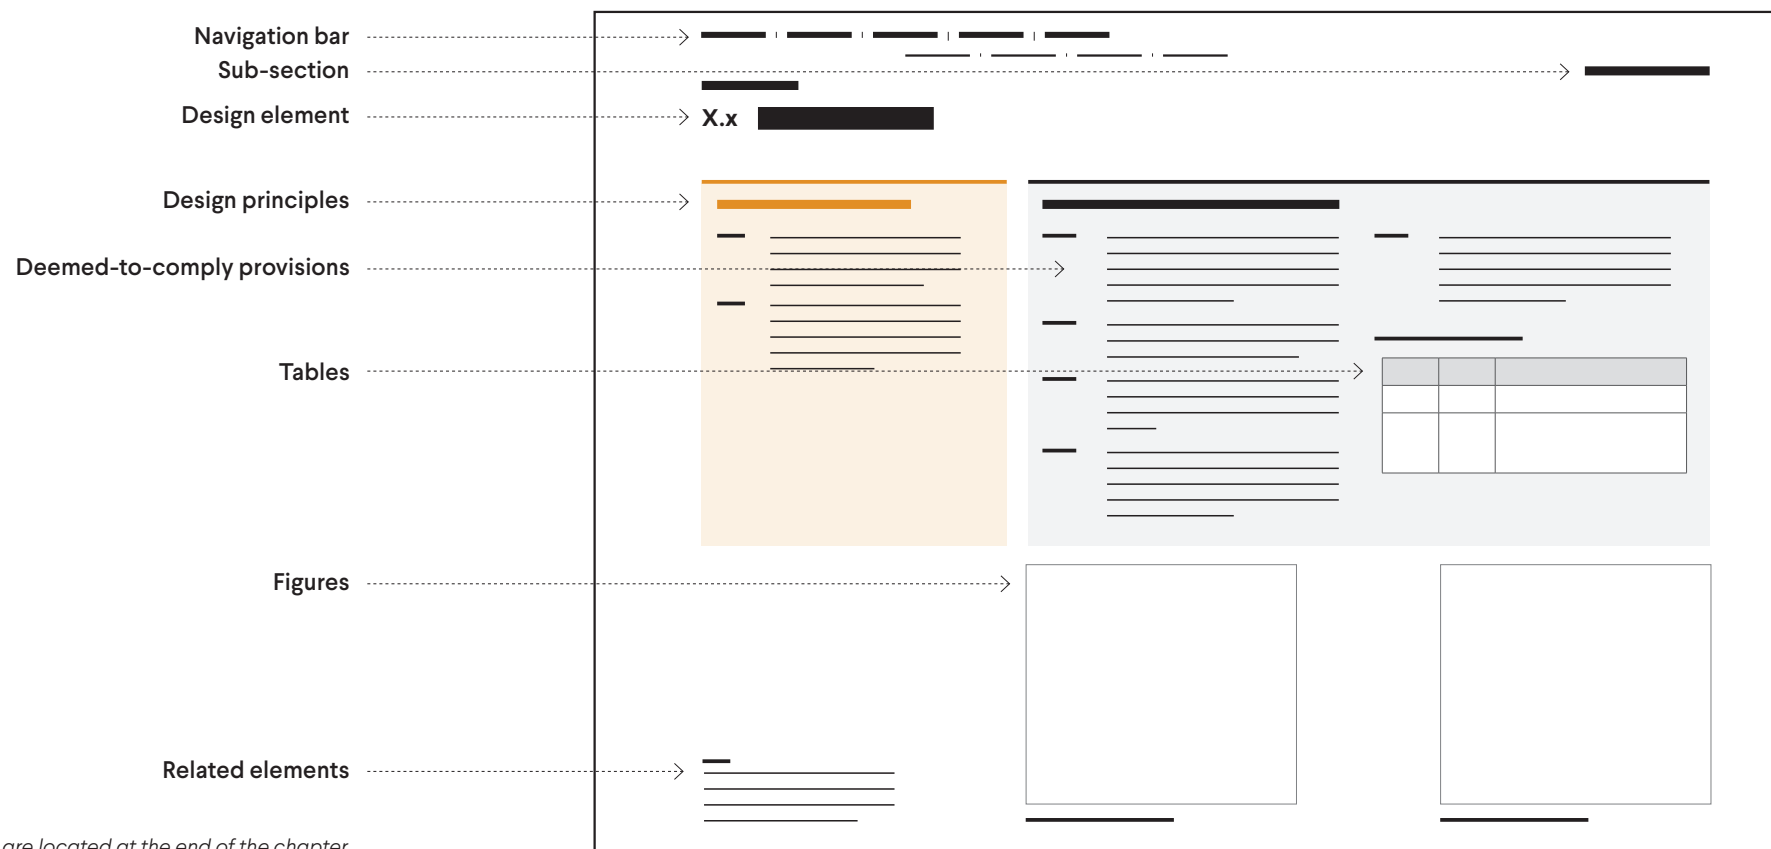 Navigation bar
Sub-section
Design element
X.x
Design principles
Deemed-to-comply provisions
Tables
Figures
Related elements
are located at the end of the chapter